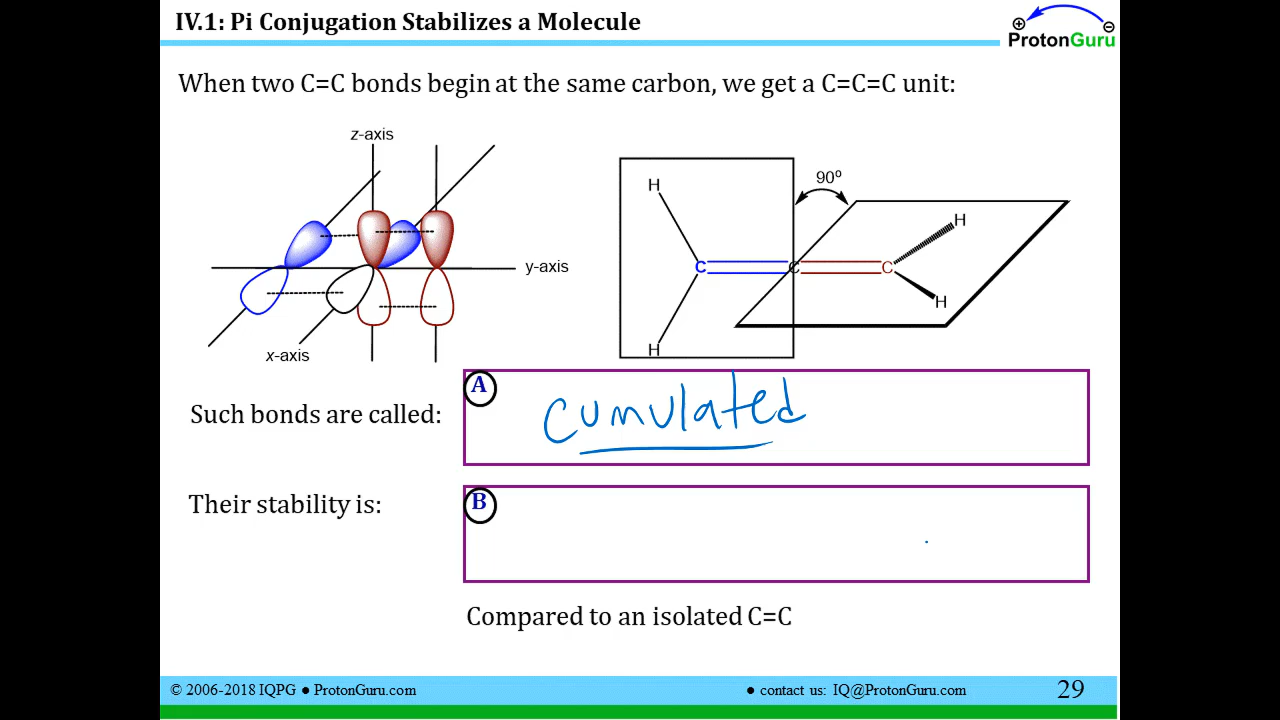 IV.1: Pi Conjugation Stabilizes a Molecule
⊕ ⊖
ProtonGuru
When two C=C bonds begin at the same carbon, we get a C=C=C unit:
z-axis
y-axis
x-axis
90º
H
H
C C C
H
H
Such bonds are called:
A
cumulated
Their stability is:
B
Compared to an isolated C=C
© 2006-2018 IQPG ● ProtonGuru.com
● contact us: IQ@ProtonGuru.com
29